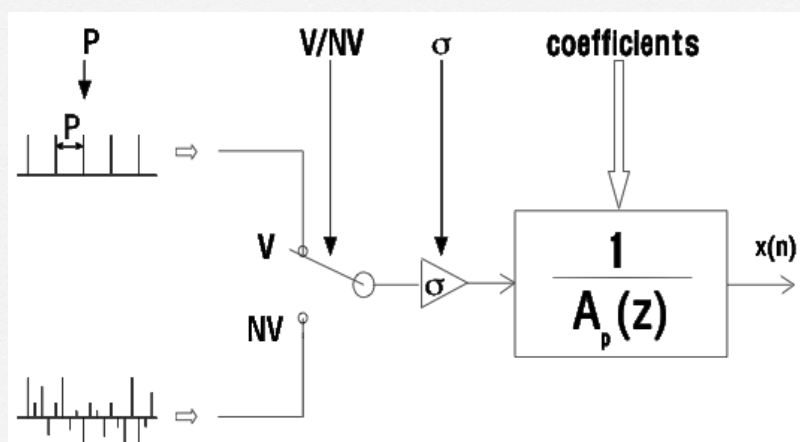 P V/NV σ coefficients
P
V
NV
σ
1
A_p(z)
x(n)